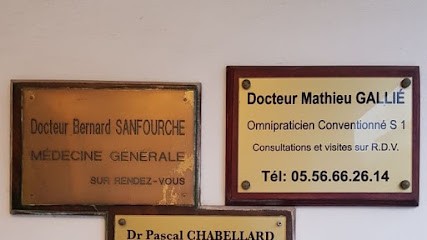 Docteur Bernard SANFOURCHE
MÉDECINE GENERALE
SUR RENDEZ-VOUS
Docteur Mathieu GALLIÉ
Omnipraticien Conventionné S 1
Consultations et visites sur R.D.V.
Tél: 05.56.66.26.14
Dr Pascal CHABELLARD